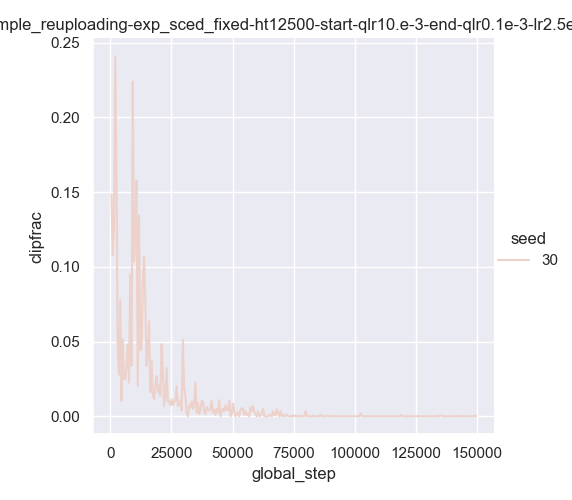 mple_reuploading-exp_sced_fixed-ht12500-start-qlr10.e-3-end-qlr0.1e-3-lr2.5e
0.25
0.20
0.15
0.10
0.05
0.00
clipfrac
0 25000 50000 75000 100000 125000 150000
global_step
seed
30